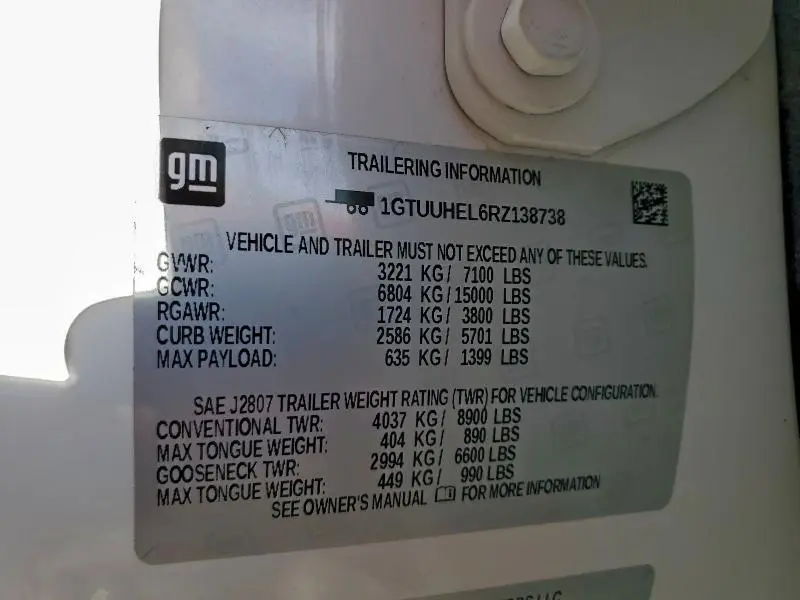 gm
TRAILERING INFORMATION
1GTUUHEL6RZ138738
VEHICLE AND TRAILER MUST NOT EXCEED ANY OF THESE VALUES.
GVWR: 3221 KG/ 7100 LBS
GCWR: 6804 KG/15000 LBS
RGAWR: 1724 KG/ 3800 LBS
CURB WEIGHT: 2586 KG/ 5701 LBS
MAX PAYLOAD: 635 KG/ 1399 LBS
SAE J2807 TRAILER WEIGHT RATING (TWR) FOR VEHICLE CONFIGURATION.
CONVENTIONAL TWR: 4037 KG/ 8900 LBS
MAX TONGUE WEIGHT: 404 KG/ 890 LBS
GOOSENECK TWR: 2994 KG/ 6600 LBS
MAX TONGUE WEIGHT: 449 KG/ 990 LBS
SEE OWNER'S MANUAL FOR MORE INFORMATION
LLC